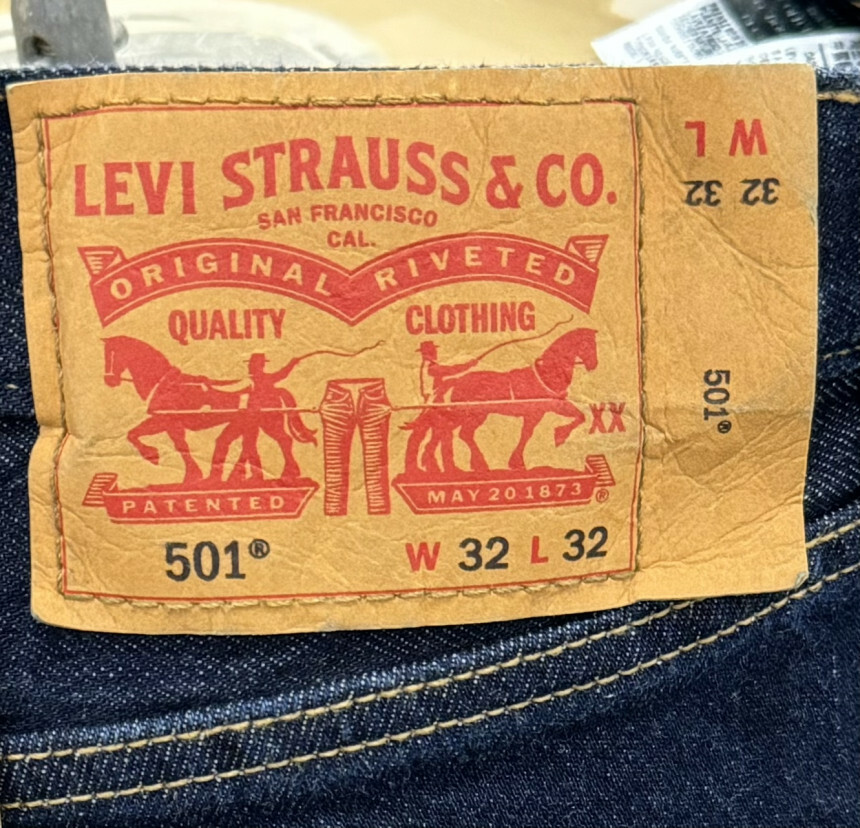 LEVI STRAUSS & CO.
SAN FRANCISCO
CAL.
ORIGINAL RIVETED
QUALITY CLOTHING
XX
PATENTED MAY 20 1873 ®
501® W 32 L 32
W L
32 32
501®